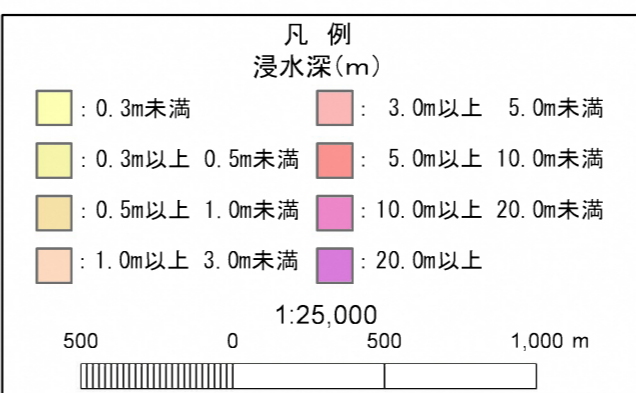 凡 例
浸水深(m)
: 0.3m未満
: 0.3m以上 0.5m未満
: 0.5m以上 1.0m未満
: 1.0m以上 3.0m未満
: 3.0m以上 5.0m未満
: 5.0m以上 10.0m未満
: 10.0m以上 20.0m未満
: 20.0m以上
1:25,000
500 0 500 1,000 m